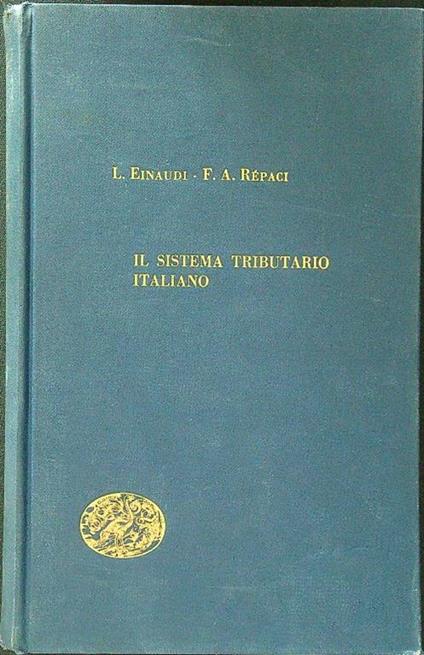 L. EINAUDI - F. A. RÉPACI
IL SISTEMA TRIBUTARIO
ITALIANO